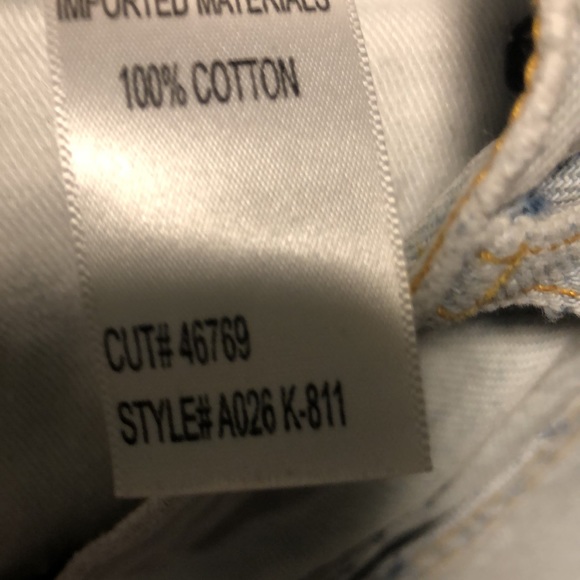 IMPORTED MATERIALS
100% COTTON
CUT# 46769
STYLE# A026 K-811